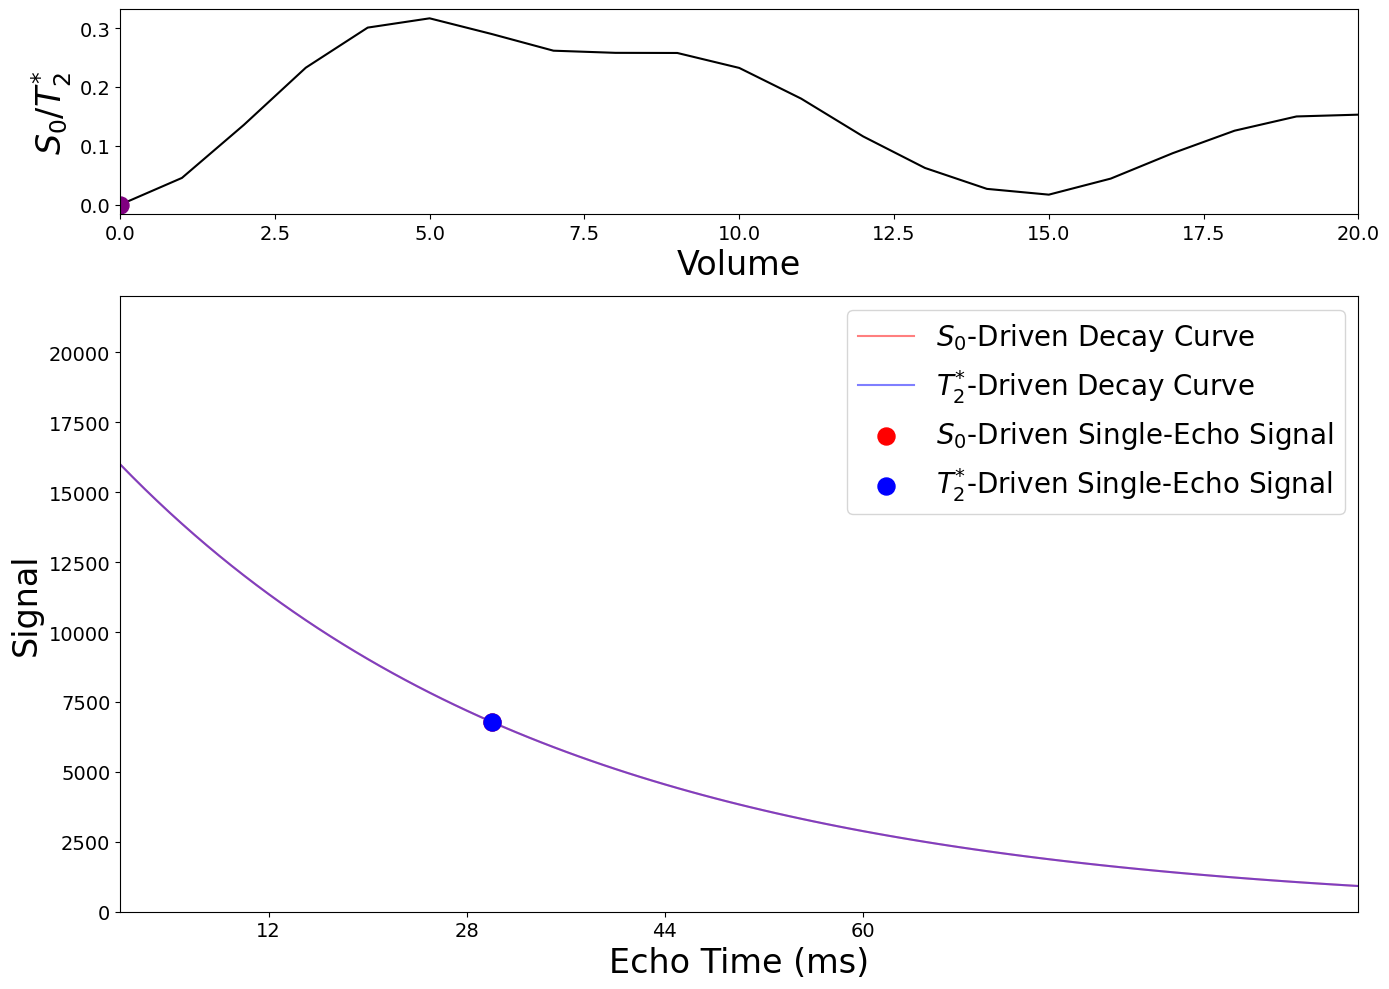 0.3
0.2
0.1
0.0
S₀/T₂*
0.0 2.5 5.0 7.5 10.0 12.5 15.0 17.5 20.0
Volume
S₀-Driven Decay Curve
T₂*-Driven Decay Curve
S₀-Driven Single-Echo Signal
T₂*-Driven Single-Echo Signal
20000
17500
15000
12500
10000
7500
5000
2500
0
Signal
12 28 44 60
Echo Time (ms)